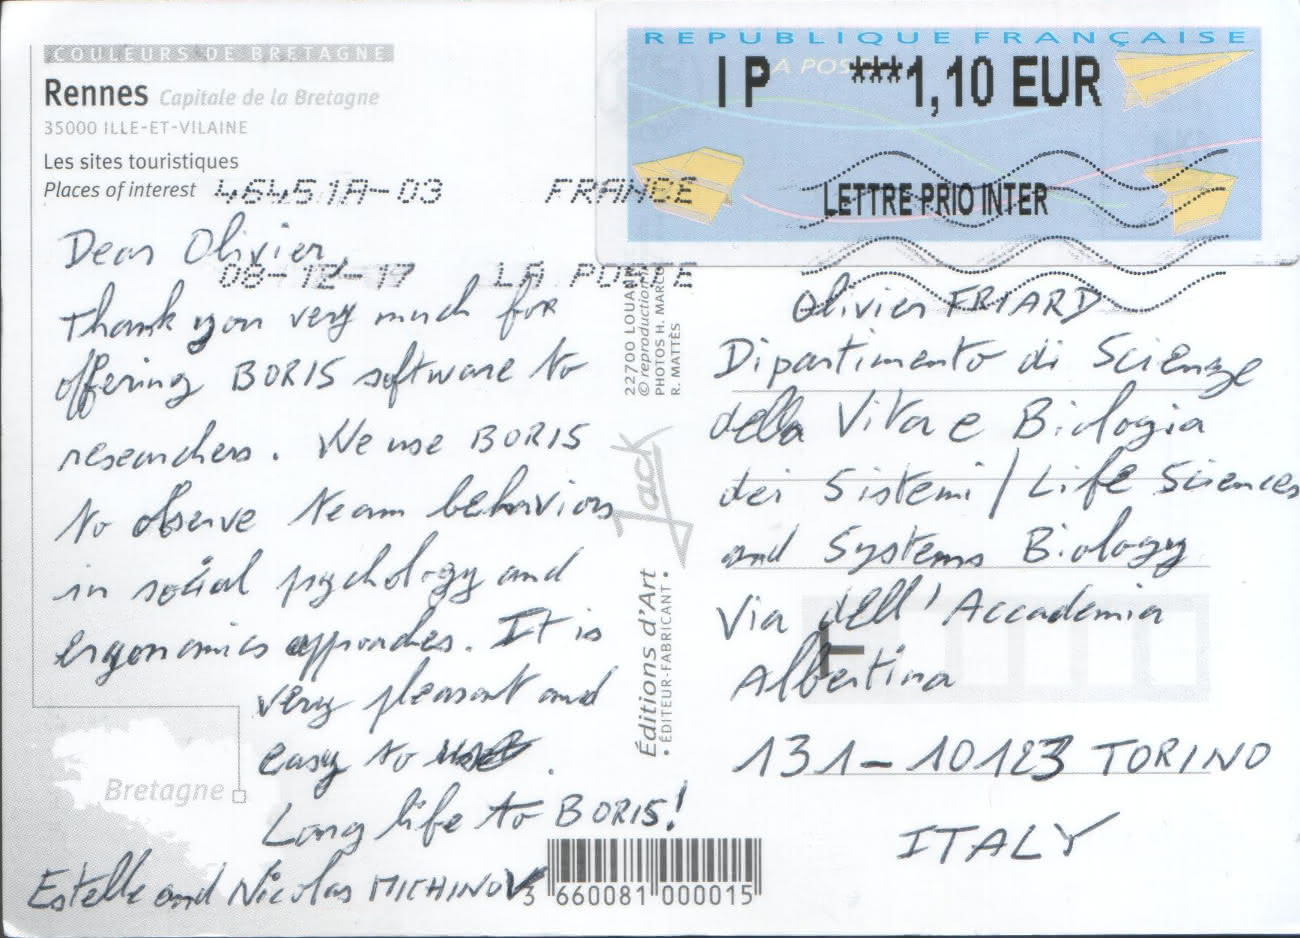 COULEURS DE BRETAGNE
Rennes Capitale de la Bretagne
35000 ILLE-ET-VILAINE
Les sites touristiques
Places of interest
46451A-03 FRANCE
08-12-17 LA POSTE
Dear Olivier,
Thank you very much for
offering BORIS software to
researchers. We use BORIS
to observe team behaviors
in social psychology and
ergonomics approaches. It is
very pleasant and
easy to use.
Long life to BORIS!
Estelle and Nicolas MICHINOV
Bretagne
22700 LOUAN
© reproduction
PHOTOS H. MARC
R. MATTÈS
Jack
Éditions d'Art
• ÉDITEUR-FABRICANT •
3 660081 000015
REPUBLIQUE FRANÇAISE
LA POSTE
IP ***1,10 EUR
LETTRE PRIO INTER
Olivier FRIARD
Dipartimento di Scienze
della Vita e Biologia
dei Sistemi / Life Sciences
and Systems Biology
Via dell'Accademia
Albertina
131-10123 TORINO
ITALY